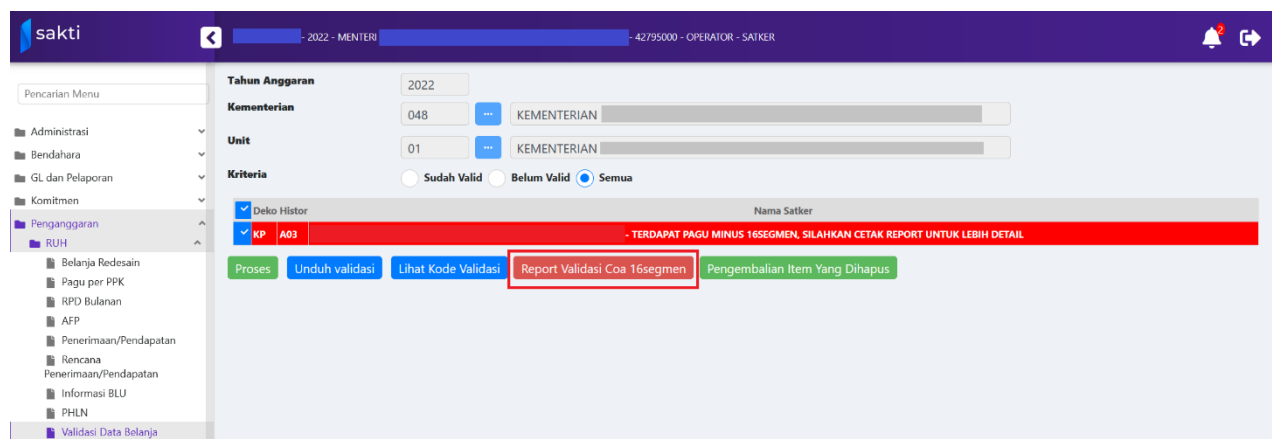 sakti
- 2022 - MENTERI
- 42795000 - OPERATOR - SATKER
2
Pencarian Menu
Administrasi
Bendahara
GL dan Pelaporan
Komitmen
Penganggaran
RUH
Belanja Redesain
Pagu per PPK
RPD Bulanan
AFP
Penerimaan/Pendapatan
Rencana
Penerimaan/Pendapatan
Informasi BLU
PHLN
Validasi Data Belanja
Tahun Anggaran 2022
Kementerian 048 ... KEMENTERIAN
Unit 01 ... KEMENTERIAN
Kriteria Sudah Valid Belum Valid Semua
Deko Histor Nama Satker
KP A03 - TERDAPAT PAGU MINUS 16SEGMEN, SILAHKAN CETAK REPORT UNTUK LEBIH DETAIL
Proses Unduh validasi Lihat Kode Validasi Report Validasi Coa 16segmen Pengembalian Item Yang Dihapus